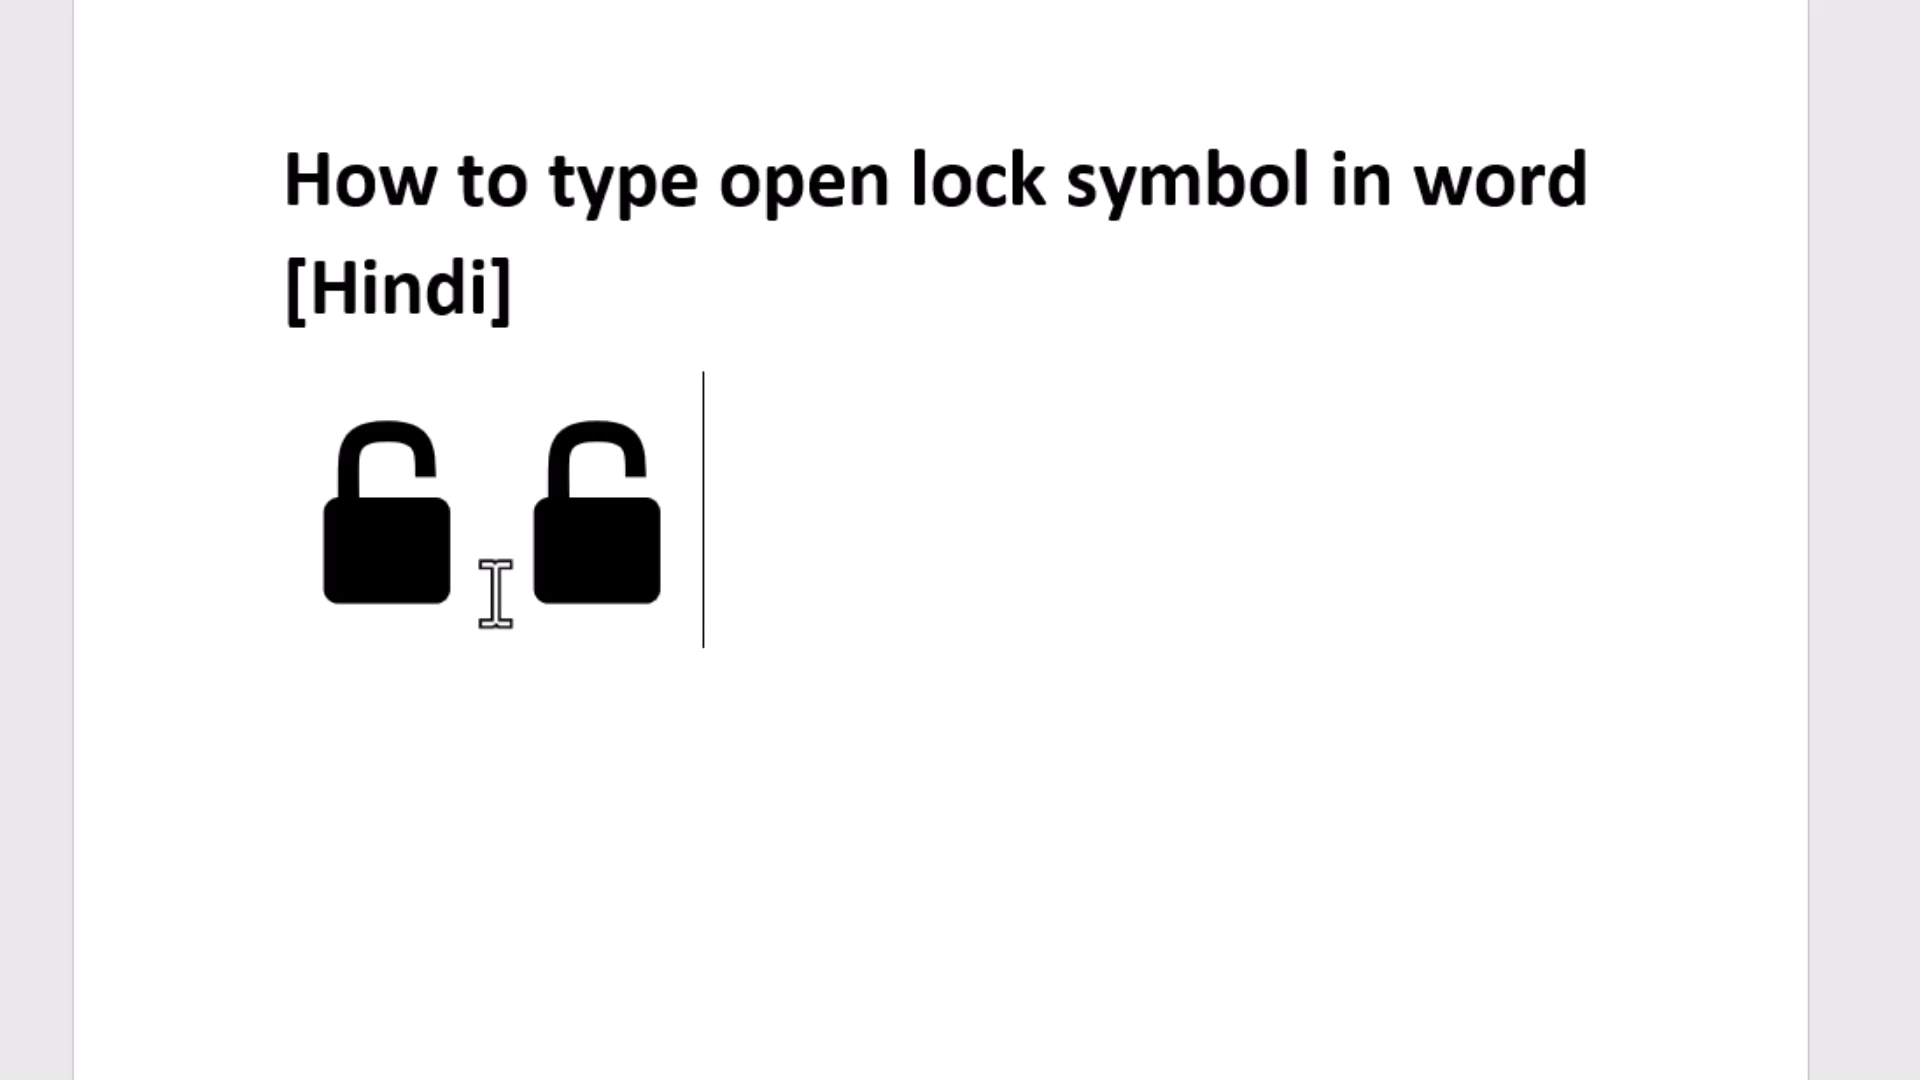 How to type open lock symbol in word
[Hindi]
🔓 🔓